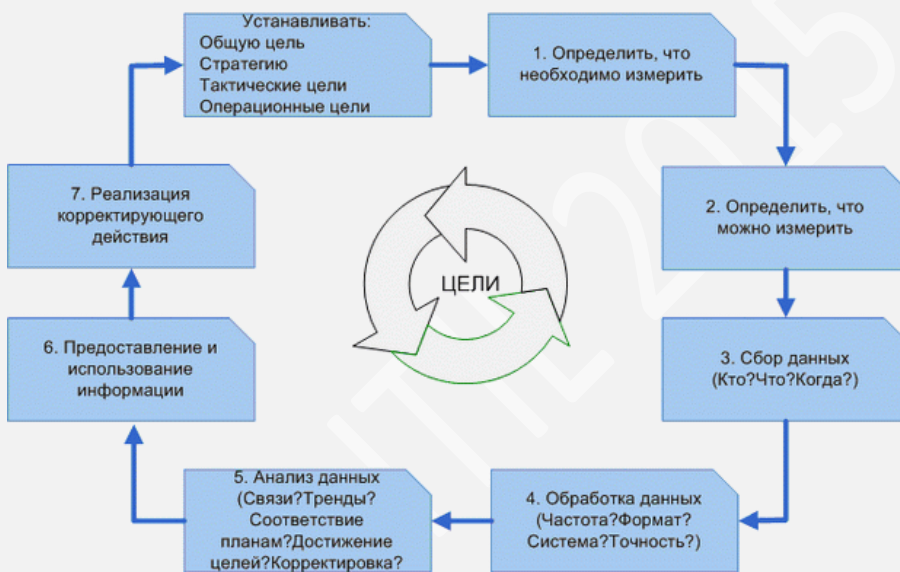 Устанавливать:
Общую цель
Стратегию
Тактические цели
Операционные цели
1. Определить, что
необходимо измерить
2. Определить, что
можно измерить
3. Сбор данных
(Кто?Что?Когда?)
4. Обработка данных
(Частота?Формат?
Система?Точность?)
5. Анализ данных
(Связи?Тренды?
Соответствие
планам?Достижение
целей?Корректировка?
6. Предоставление и
использование
информации
7. Реализация
корректирующего
действия
ЦЕЛИ
ITIL 2015